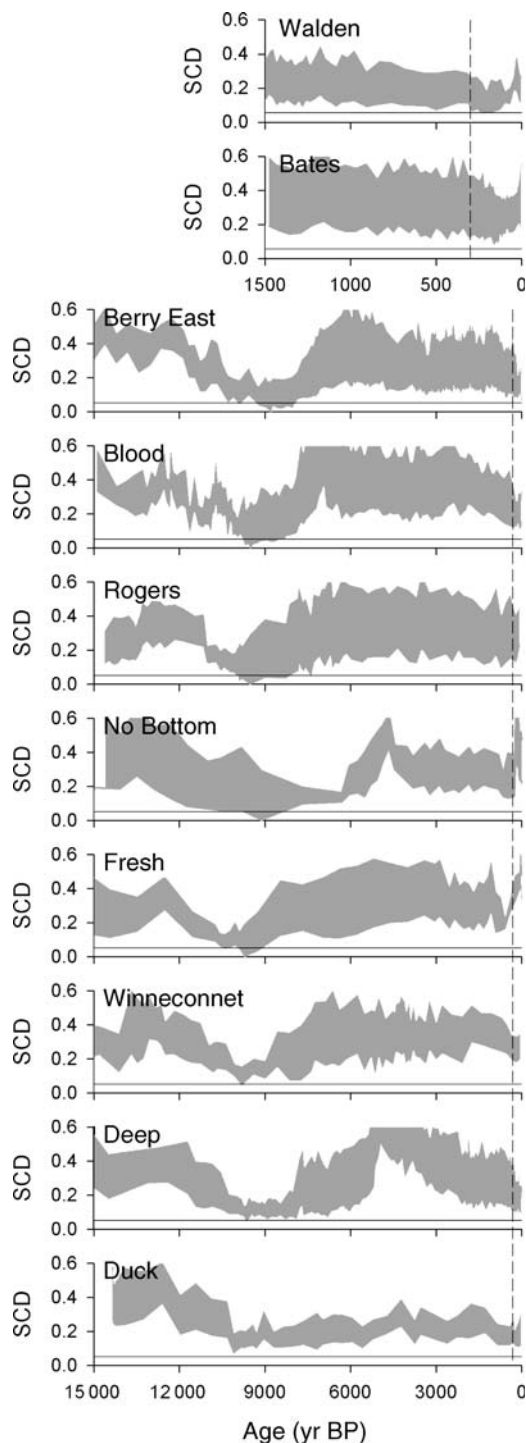 Walden
SCD
0.6
0.4
0.2
0.0
Bates
SCD
0.6
0.4
0.2
0.0
1500 1000 500 0
Berry East
SCD
0.6
0.4
0.2
0.0
Blood
SCD
0.6
0.4
0.2
0.0
Rogers
SCD
0.6
0.4
0.2
0.0
No Bottom
SCD
0.6
0.4
0.2
0.0
Fresh
SCD
0.6
0.4
0.2
0.0
Winneconnet
SCD
0.6
0.4
0.2
0.0
Deep
SCD
0.6
0.4
0.2
0.0
Duck
SCD
0.6
0.4
0.2
0.0
15 000 12 000 9000 6000 3000 0
Age (yr BP)